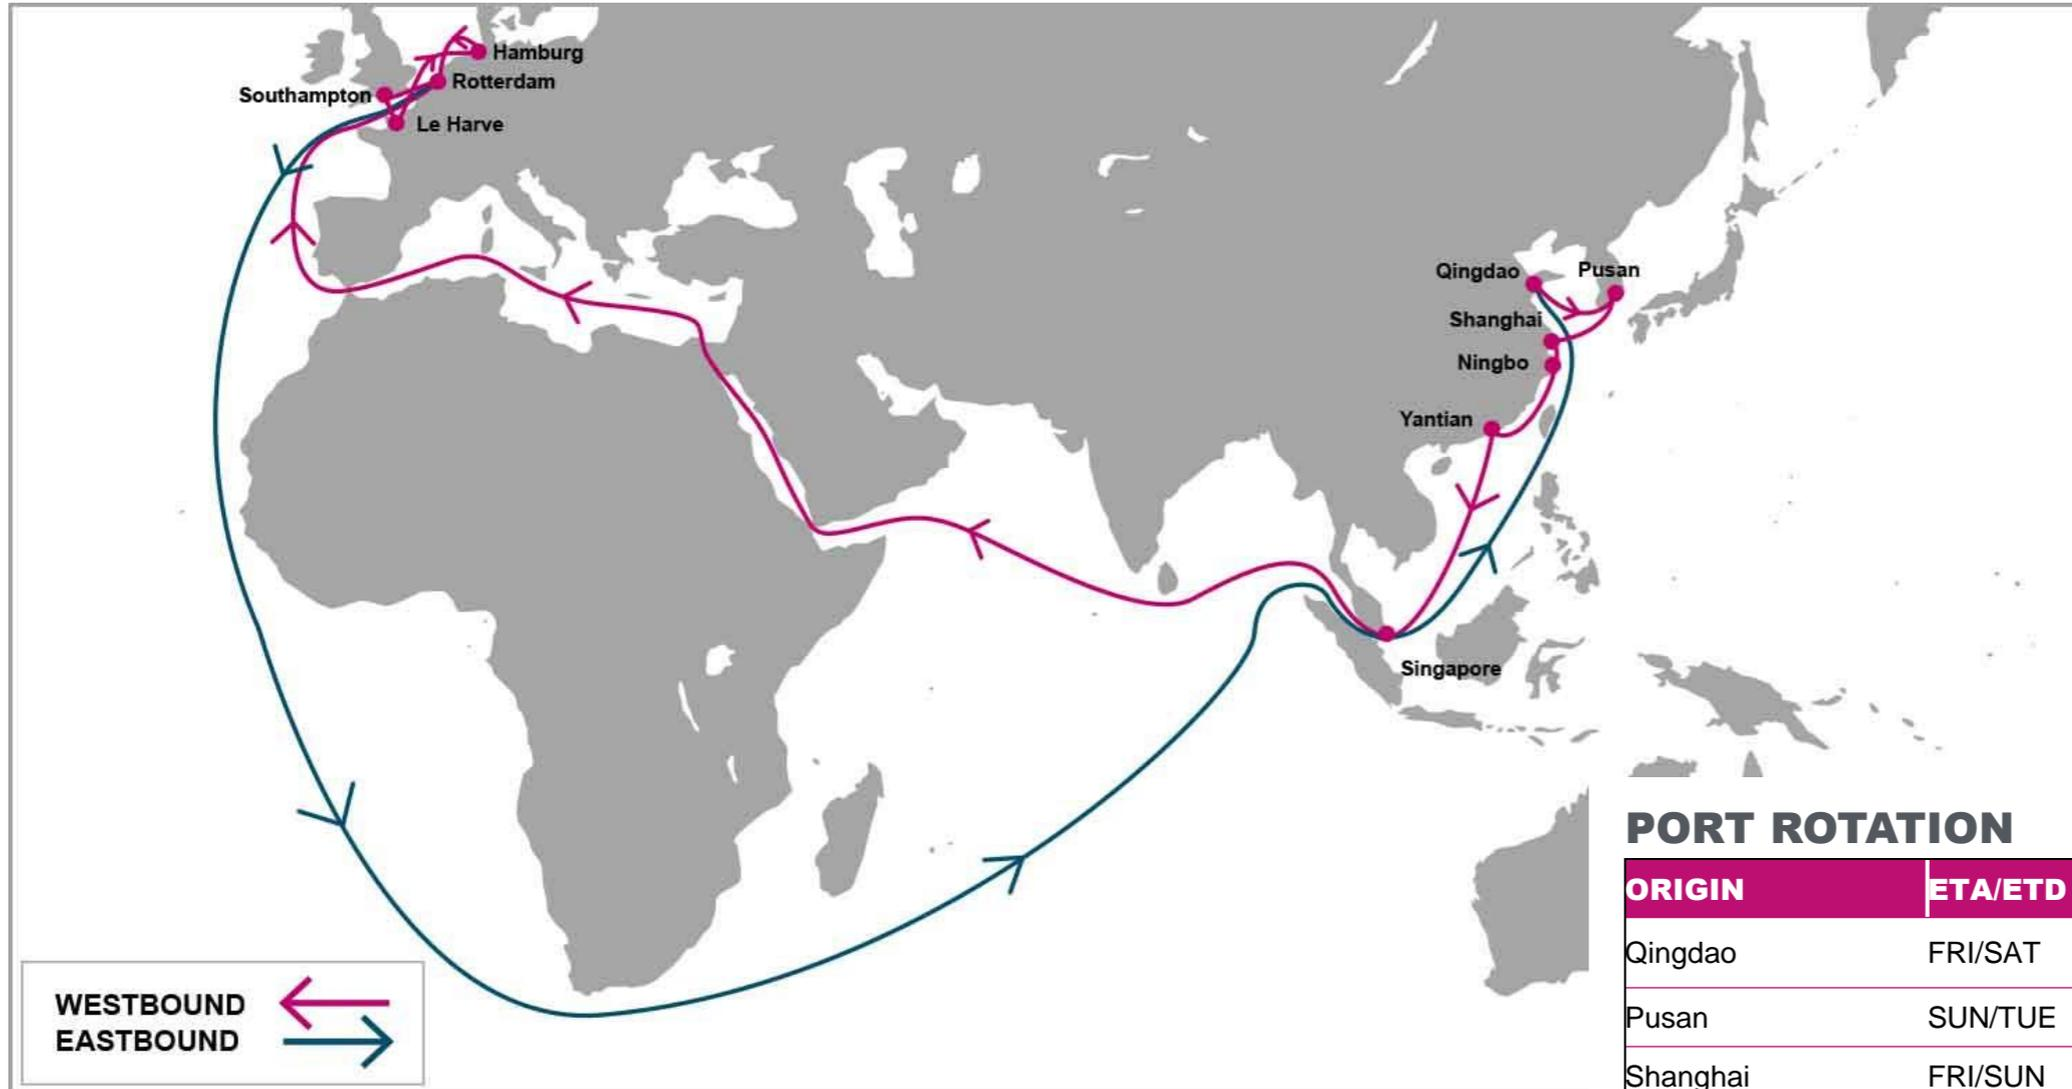 Hamburg
Rotterdam
Southampton
Le Harve
Qingdao
Pusan
Shanghai
Ningbo
Yantian
Singapore
WESTBOUND
EASTBOUND
PORT ROTATION
ORIGIN ETA/ETD
Qingdao FRI/SAT
Pusan SUN/TUE
Shanghai FRI/SUN